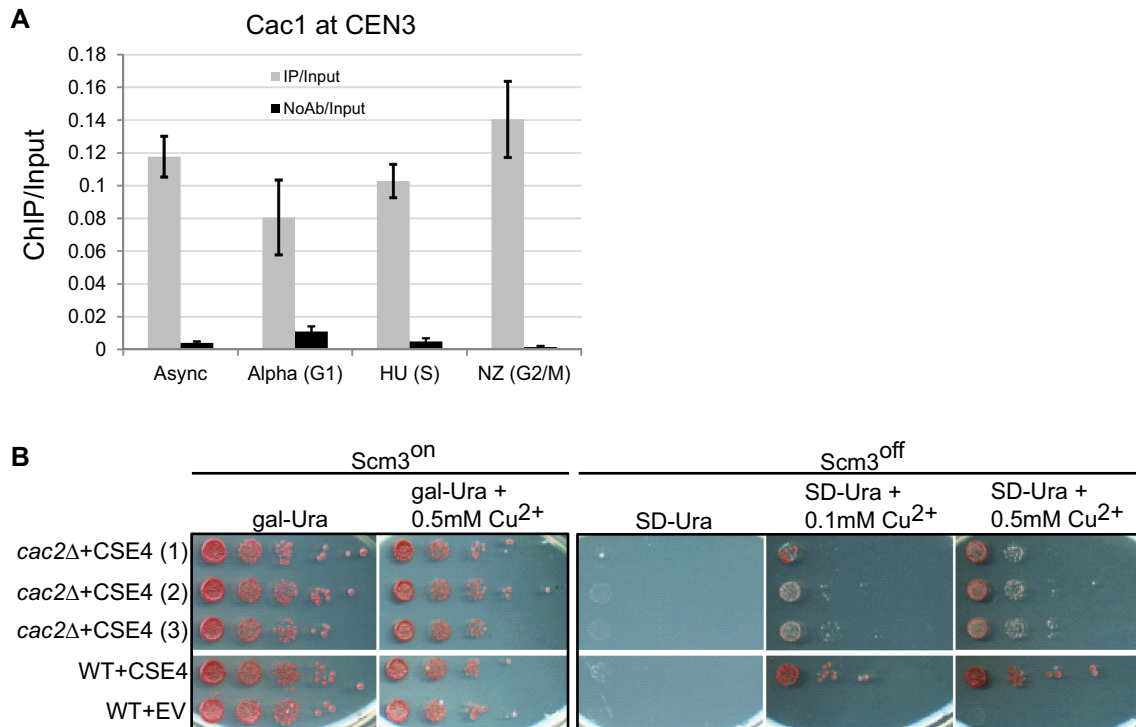 A
Cac1 at CEN3
0.18
0.16
0.14
0.12
0.1
0.08
0.06
0.04
0.02
0
ChIP/Input
IP/Input
NoAb/Input
Async
Alpha (G1)
HU (S)
NZ (G2/M)
B
Scm3on
Scm3off
gal-Ura
gal-Ura +
0.5mM Cu2+
SD-Ura
SD-Ura +
0.1mM Cu2+
SD-Ura +
0.5mM Cu2+
cac2Δ+CSE4 (1)
cac2Δ+CSE4 (2)
cac2Δ+CSE4 (3)
WT+CSE4
WT+EV